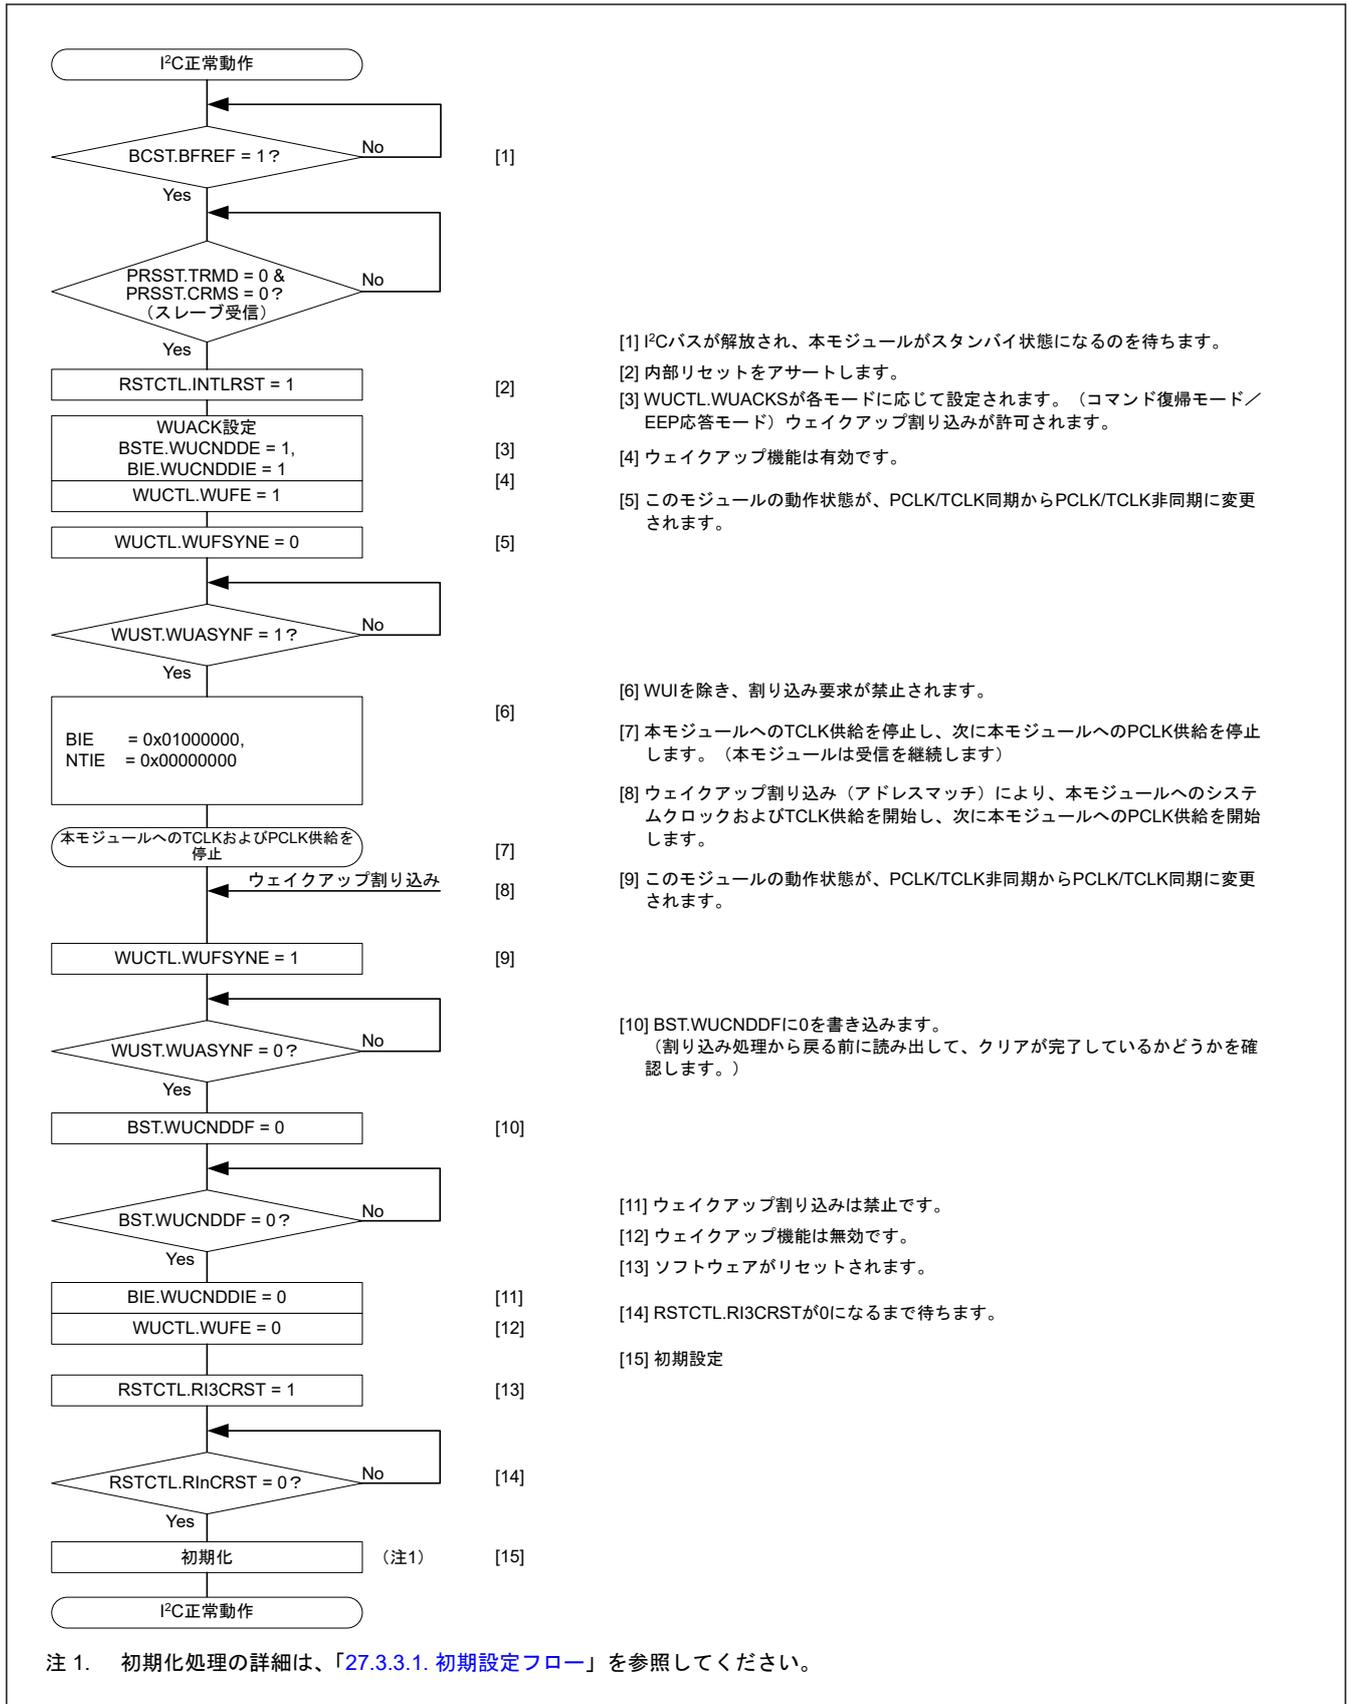 I²C正常動作
BCST.BFREF = 1？
No
[1]
Yes
PRSST.TRMD = 0 &
PRSST.CRMS = 0？
（スレーブ受信）
No
Yes
RSTCTL.INTLRST = 1
[2]
WUACK設定
BSTE.WUCNDDE = 1,
BIE.WUCNDDIE = 1
[3]
[4]
WUCTL.WUFE = 1
WUCTL.WUFSYNE = 0
[5]
WUST.WUASYNF = 1？
No
Yes
[6]
BIE = 0x01000000,
NTIE = 0x00000000
本モジュールへのTCLKおよびPCLK供給を
停止
[7]
ウェイクアップ割り込み
[8]
WUCTL.WUFSYNE = 1
[9]
WUST.WUASYNF = 0？
No
Yes
BST.WUCNDDF = 0
[10]
BST.WUCNDDF = 0？
No
Yes
BIE.WUCNDDIE = 0
[11]
WUCTL.WUFE = 0
[12]
RSTCTL.RI3CRST = 1
[13]
RSTCTL.RInCRST = 0？
No
[14]
Yes
初期化
（注1）
[15]
I²C正常動作
[1] I²Cバスが解放され、本モジュールがスタンバイ状態になるのを待ちます。
[2] 内部リセットをアサートします。
[3] WUCTL.WUACKSが各モードに応じて設定されます。（コマンド復帰モード／
EEP応答モード）ウェイクアップ割り込みが許可されます。
[4] ウェイクアップ機能は有効です。
[5] このモジュールの動作状態が、PCLK/TCLK同期からPCLK/TCLK非同期に変更
されます。
[6] WUIを除き、割り込み要求が禁止されます。
[7] 本モジュールへのTCLK供給を停止し、次に本モジュールへのPCLK供給を停止
します。（本モジュールは受信を継続します）
[8] ウェイクアップ割り込み（アドレスマッチ）により、本モジュールへのシステ
ムクロックおよびTCLK供給を開始し、次に本モジュールへのPCLK供給を開始
します。
[9] このモジュールの動作状態が、PCLK/TCLK非同期からPCLK/TCLK同期に変更
されます。
[10] BST.WUCNDDFに0を書き込みます。
（割り込み処理から戻る前に読み出して、クリアが完了しているかどうかを確
認します。）
[11] ウェイクアップ割り込みは禁止です。
[12] ウェイクアップ機能は無効です。
[13] ソフトウェアがリセットされます。
[14] RSTCTL.RI3CRSTが0になるまで待ちます。
[15] 初期設定
注 1. 初期化処理の詳細は、「27.3.3.1. 初期設定フロー」を参照してください。